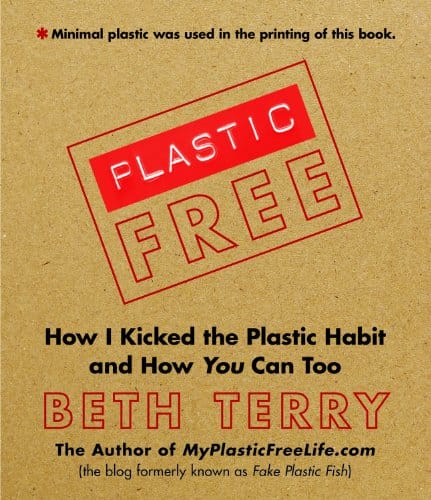 * Minimal plastic was used in the printing of this book.
PLASTIC
FREE
How I Kicked the Plastic Habit
and How You Can Too
BETH TERRY
The Author of MyPlasticFreeLife.com
(the blog formerly known as Fake Plastic Fish)